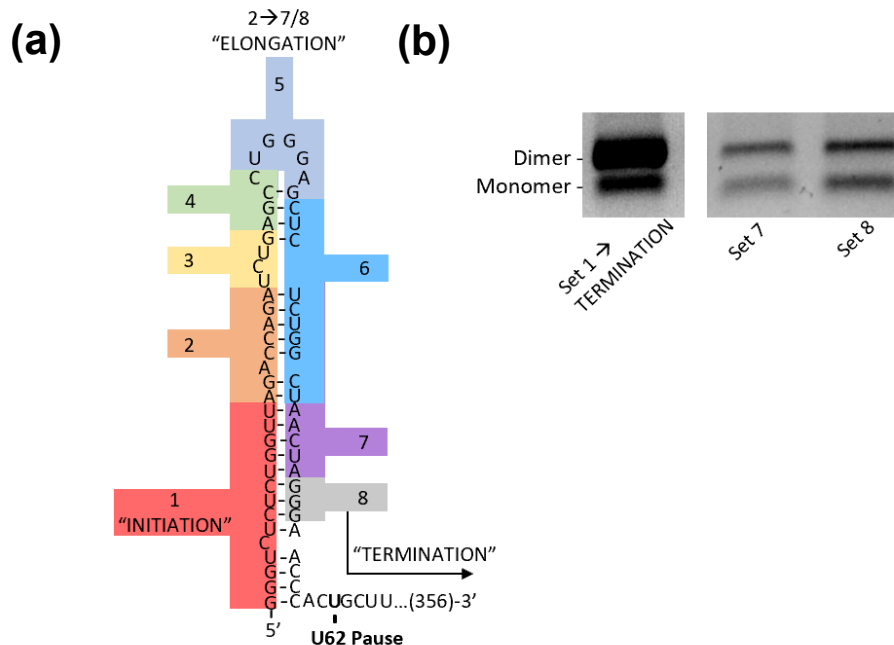 (a)
2→7/8
“ELONGATION”
5
G G
U G
C A
C-G
4
G-C
A-U
G-C
U
3
C
6
U
A-U
G-C
A-U
2
C-G
C-G
A
G-C
A-U
U-A
U-A
G-C
7
G-U
U-A
C-G
1
U-G
8
“INITIATION”
C-G
U-A
C
“TERMINATION”
U-A
G-C
G-C
G-CACUGCUU...(356)-3’
5’
U62 Pause
(b)
Dimer -
Monomer -
Set 1 →
TERMINATION
Set 7
Set 8